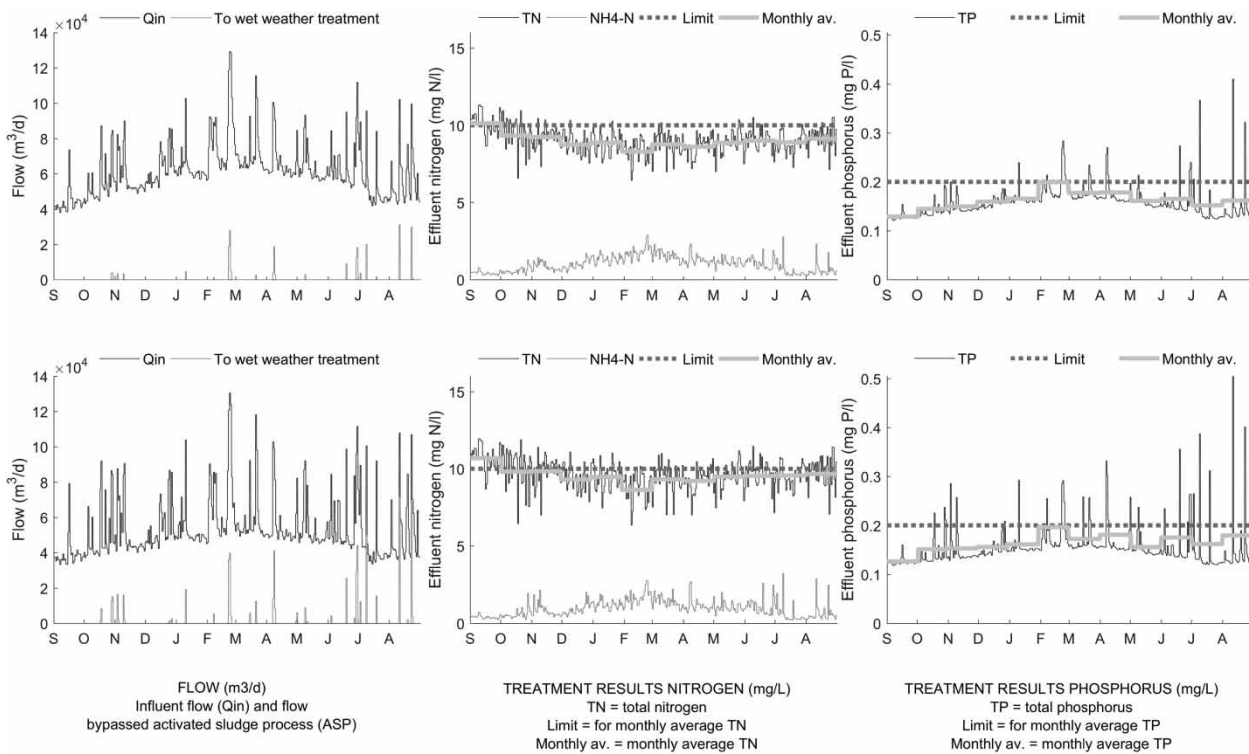 Qin To wet weather treatment
×10⁴
Flow (m³/d)
14
12
10
8
6
4
2
0
S O N D J F M A M J J A
TN NH4-N Limit Monthly av.
Effluent nitrogen (mg N/l)
15
10
5
0
S O N D J F M A M J J A
TP Limit Monthly av.
Effluent phosphorus (mg P/l)
0.5
0.4
0.3
0.2
0.1
0
S O N D J F M A M J J A
Qin To wet weather treatment
×10⁴
Flow (m³/d)
14
12
10
8
6
4
2
0
S O N D J F M A M J J A
TN NH4-N Limit Monthly av.
Effluent nitrogen (mg N/l)
15
10
5
0
S O N D J F M A M J J A
TP Limit Monthly av.
Effluent phosphorus (mg P/l)
0.5
0.4
0.3
0.2
0.1
0
S O N D J F M A M J J A
FLOW (m3/d)
Influent flow (Qin) and flow
bypassed activated sludge process (ASP)
TREATMENT RESULTS NITROGEN (mg/L)
TN = total nitrogen
Limit = for monthly average TN
Monthly av. = monthly average TN
TREATMENT RESULTS PHOSPHORUS (mg/L)
TP = total phosphorus
Limit = for monthly average TP
Monthly av. = monthly average TP